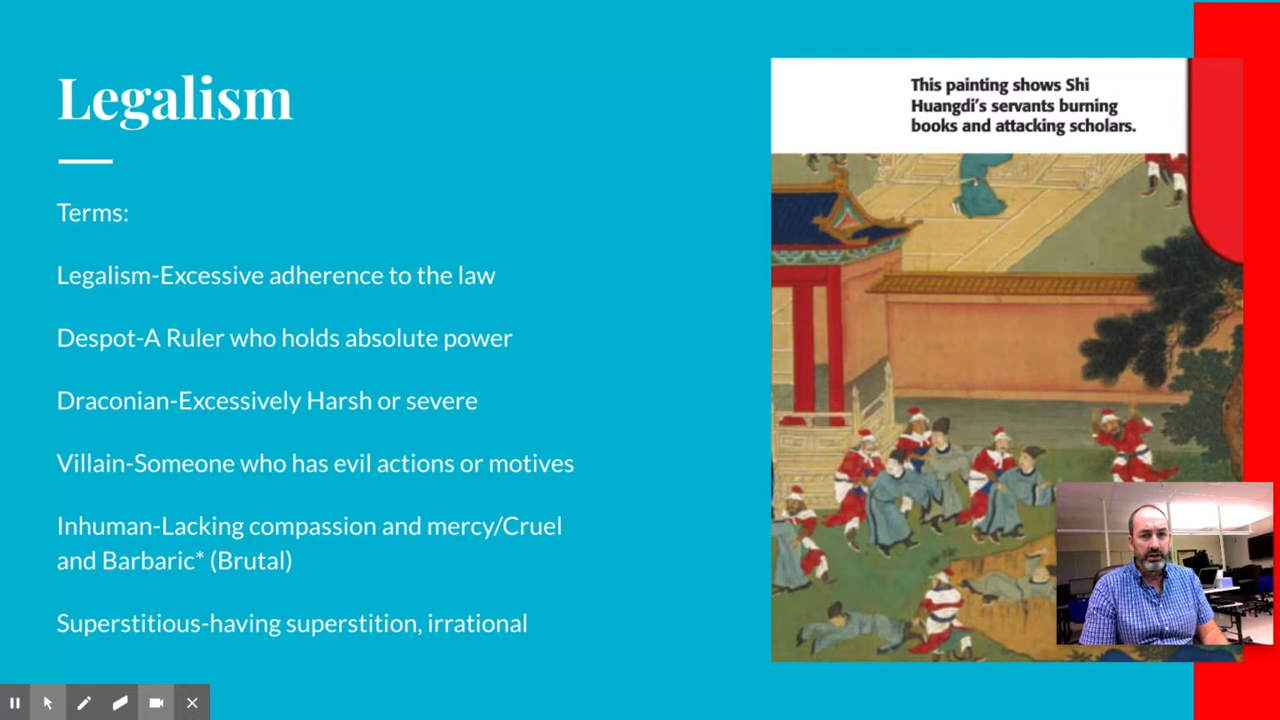 Legalism
Terms:
Legalism-Excessive adherence to the law
Despot-A Ruler who holds absolute power
Draconian-Excessively Harsh or severe
Villain-Someone who has evil actions or motives
Inhuman-Lacking compassion and mercy/Cruel
and Barbaric* (Brutal)
Superstitious-having superstition, irrational
This painting shows Shi
Huangdi's servants burning
books and attacking scholars.